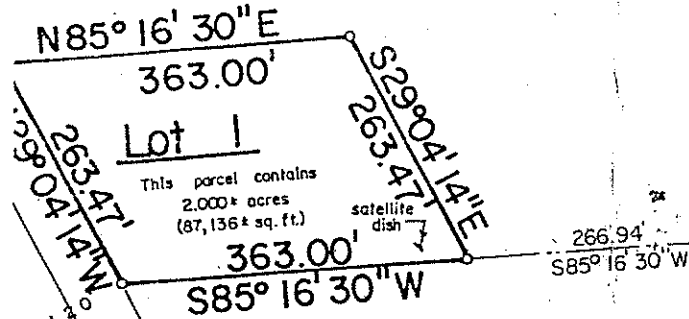 N85° 16' 30"E
363.00'
S29°04' 14"E
263.47'
263.47'
29°04' 14"W
Lot 1
This parcel contains
2.000± acres
(87,136± sq. ft.)
satellite
dish
363.00'
S85° 16' 30"W
266.94'
S85° 16' 30"W